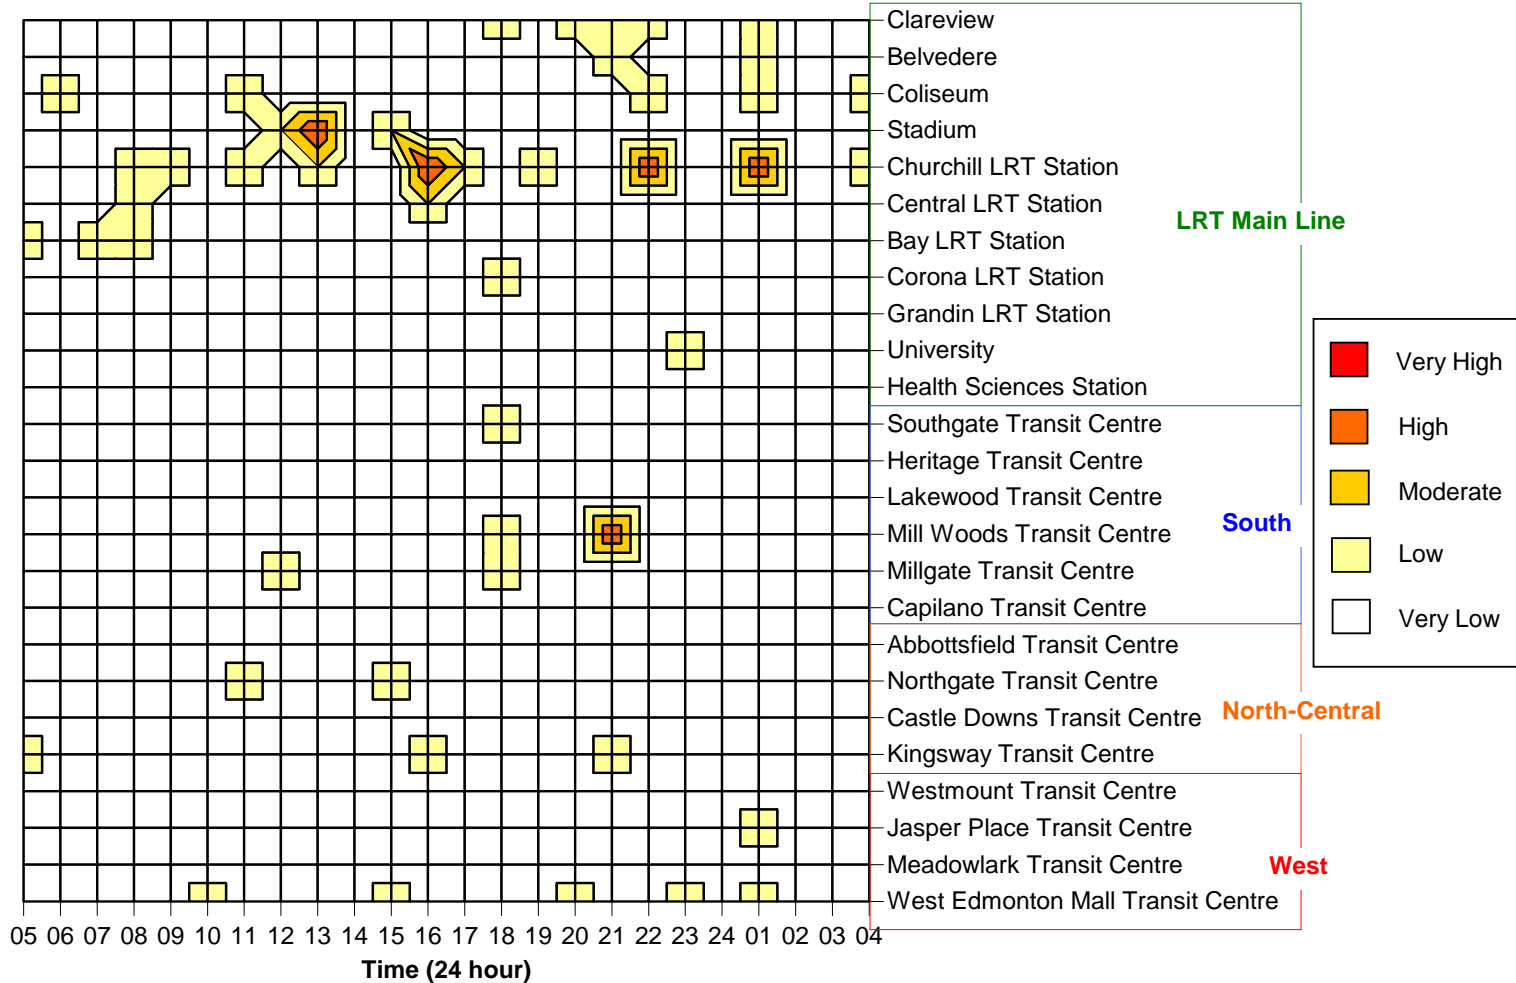 Clareview
Belvedere
Coliseum
Stadium
Churchill LRT Station
Central LRT Station
LRT Main Line
Bay LRT Station
Corona LRT Station
Grandin LRT Station
University
Health Sciences Station
Southgate Transit Centre
Heritage Transit Centre
Lakewood Transit Centre
South
Mill Woods Transit Centre
Millgate Transit Centre
Capilano Transit Centre
Abbottsfield Transit Centre
Northgate Transit Centre
North-Central
Castle Downs Transit Centre
Kingsway Transit Centre
Westmount Transit Centre
Jasper Place Transit Centre
Meadowlark Transit Centre
West
West Edmonton Mall Transit Centre
Very High
High
Moderate
Low
Very Low
05 06 07 08 09 10 11 12 13 14 15 16 17 18 19 20 21 22 23 24 01 02 03 04
Time (24 hour)